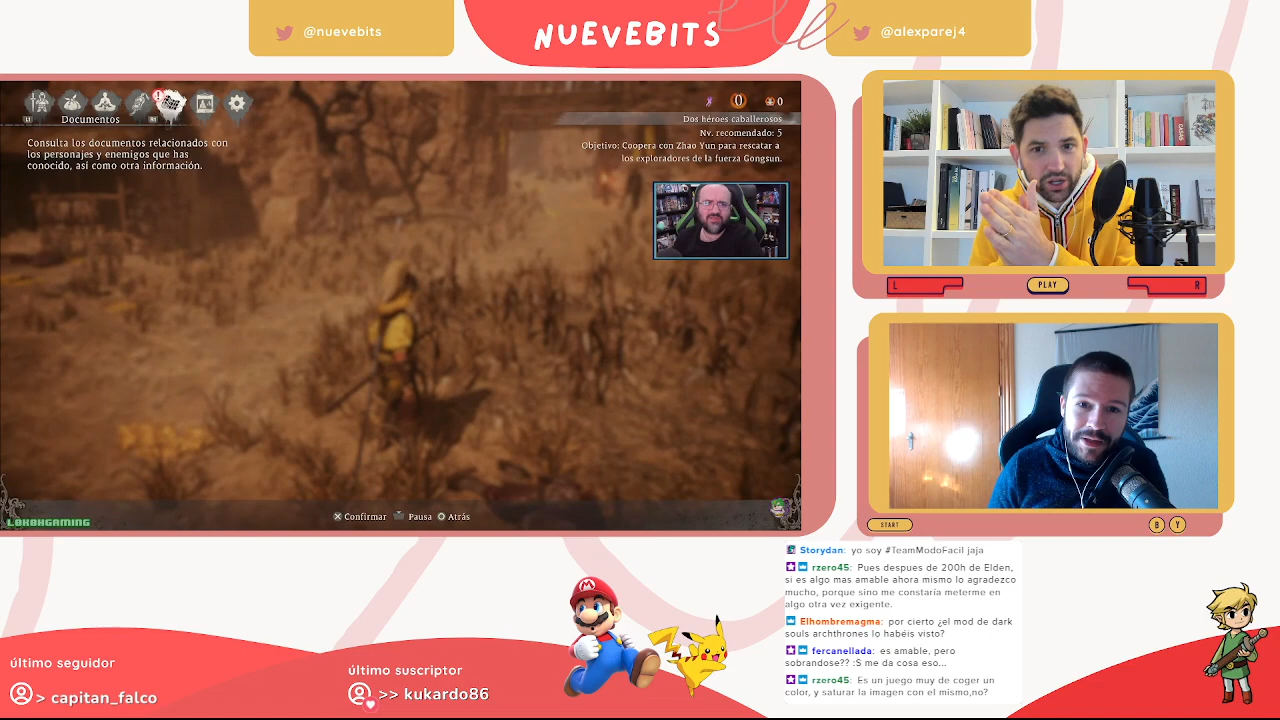 @nuevebits
NUEVEBITS
@alexparej4
L1
Documentos
R1
0
0
Dos héroes caballerosos
Nv. recomendado: 5
Objetivo: Coopera con Zhao Yun para rescatar a
los exploradores de la fuerza Gongsun.
Consulta los documentos relacionados con
los personajes y enemigos que has
conocido, así como otra información.
Confirmar
Pausa
Atrás
L0K0HGAMING
L
PLAY
R
START
B
Y
Storydan: yo soy #TeamModoFacil jaja
rzero45: Pues despues de 200h de Elden,
si es algo mas amable ahora mismo lo agradezco
mucho, porque sino me constaría meterme en
algo otra vez exigente.
Elhombremagma: por cierto ¿el mod de dark
souls archthrones lo habéis visto?
fercanellada: es amable, pero
sobrandose?? :S me da cosa eso...
rzero45: Es un juego muy de coger un
color, y saturar la imagen con el mismo,no?
último seguidor
> capitan_falco
último suscriptor
>> kukardo86